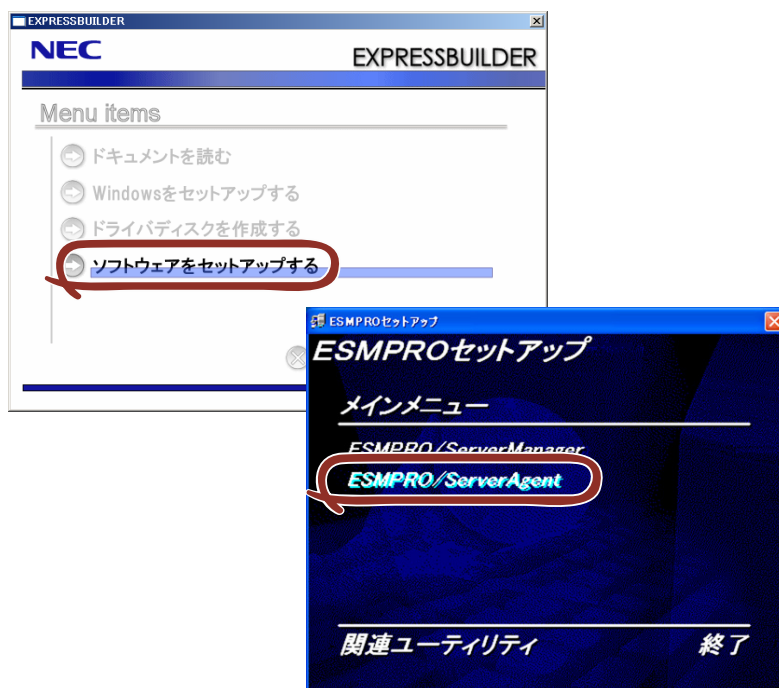 EXPRESSBUILDER
NEC
EXPRESSBUILDER
Menu items
ドキュメントを読む
Windowsをセットアップする
ドライバディスクを作成する
ソフトウェアをセットアップする
ESMPROセットアップ
ESMPROセットアップ
メインメニュー
ESMPRO/ServerManager
ESMPRO/ServerAgent
関連ユーティリティ
終了